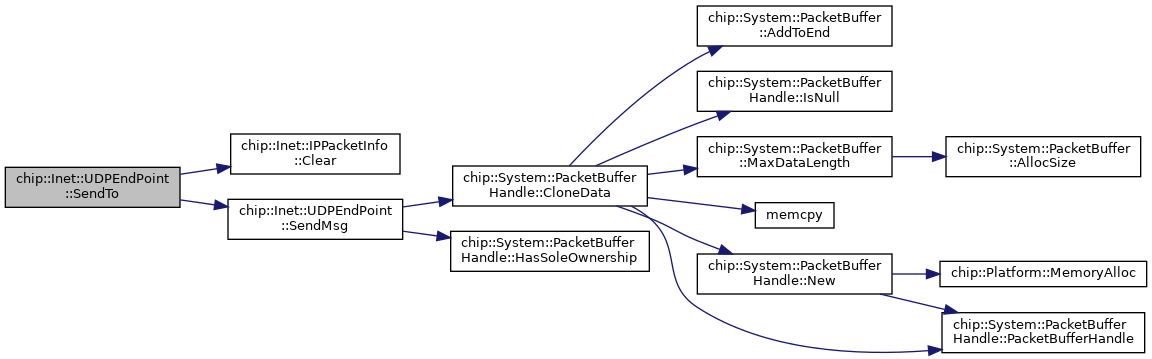 chip::Inet::UDPEndPoint
::SendTo
chip::Inet::IPPacketInfo
::Clear
chip::Inet::UDPEndPoint
::SendMsg
chip::System::PacketBuffer
Handle::CloneData
chip::System::PacketBuffer
Handle::HasSoleOwnership
chip::System::PacketBuffer
::AddToEnd
chip::System::PacketBuffer
Handle::IsNull
chip::System::PacketBuffer
::MaxDataLength
memcpy
chip::System::PacketBuffer
Handle::New
chip::System::PacketBuffer
::AllocSize
chip::Platform::MemoryAlloc
chip::System::PacketBuffer
Handle::PacketBufferHandle